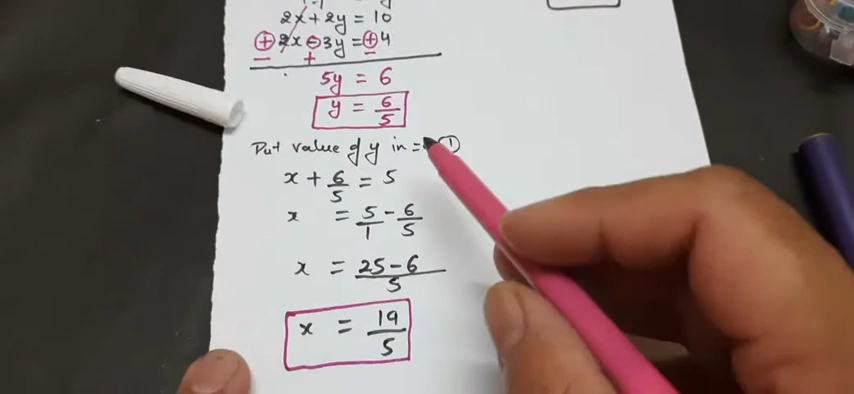 2x + 2y = 10
2x - 3y = 4
+ - +
- + -
5y = 6
y = 6/5
Put value of y in = 1
x + 6/5 = 5
x = 5/1 - 6/5
x = 25 - 6/5
x = 19/5